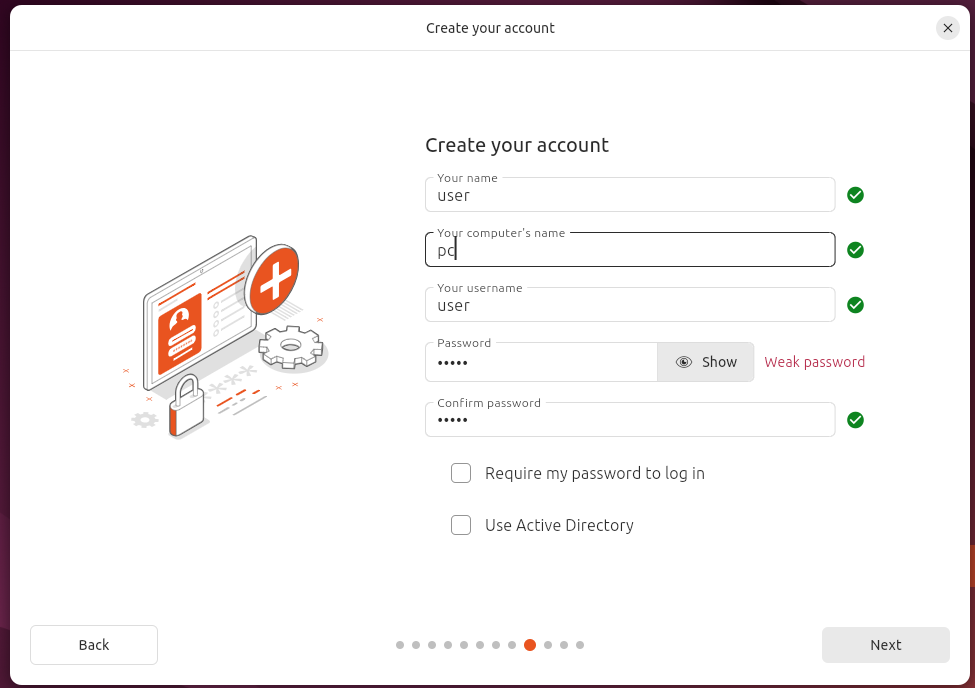 Create your account
Create your account
Your name
user
Your computer's name
pc
Your username
user
Password
•••••
Show
Weak password
Confirm password
•••••
Require my password to log in
Use Active Directory
Back
Next